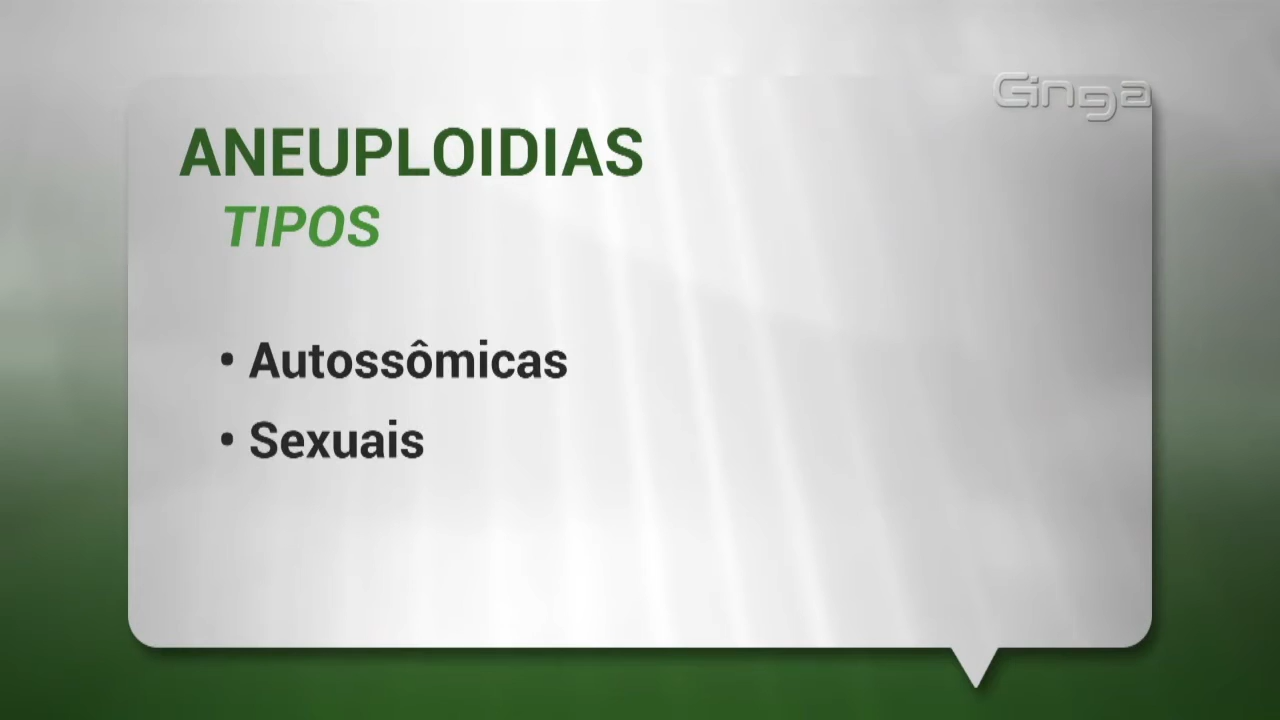 Ginga
ANEUPLOIDIAS
TIPOS
• Autossômicas
• Sexuais